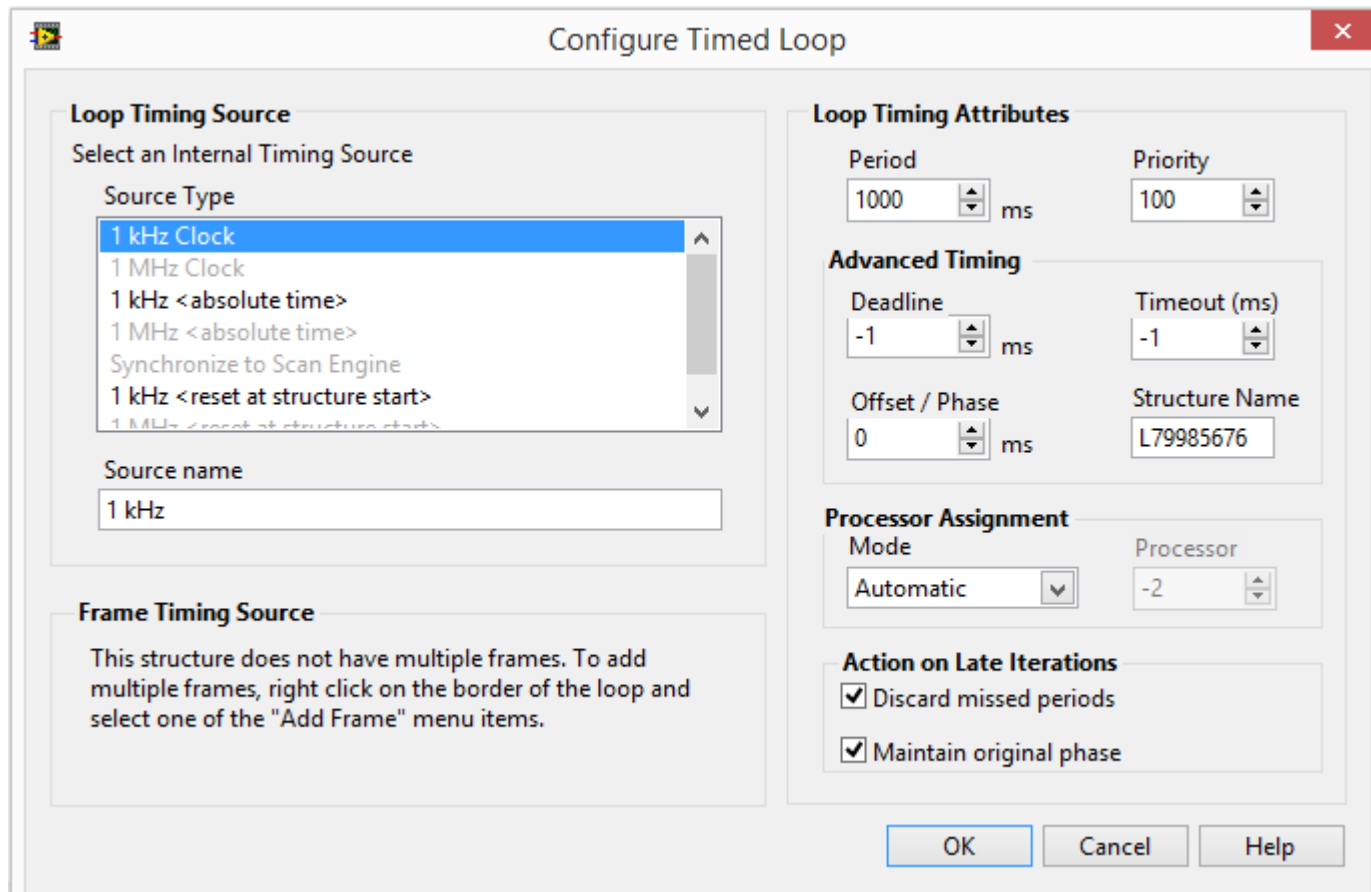 Configure Timed Loop
Loop Timing Source
Select an Internal Timing Source
Source Type
1 kHz Clock
1 MHz Clock
1 kHz <absolute time>
1 MHz <absolute time>
Synchronize to Scan Engine
1 kHz <reset at structure start>
1 MHz <reset at structure start>
Source name
1 kHz
Frame Timing Source
This structure does not have multiple frames. To add
multiple frames, right click on the border of the loop and
select one of the "Add Frame" menu items.
Loop Timing Attributes
Period Priority
1000 ms 100
Advanced Timing
Deadline Timeout (ms)
-1 ms -1
Offset / Phase Structure Name
0 ms L79985676
Processor Assignment
Mode Processor
Automatic -2
Action on Late Iterations
Discard missed periods
Maintain original phase
OK Cancel Help